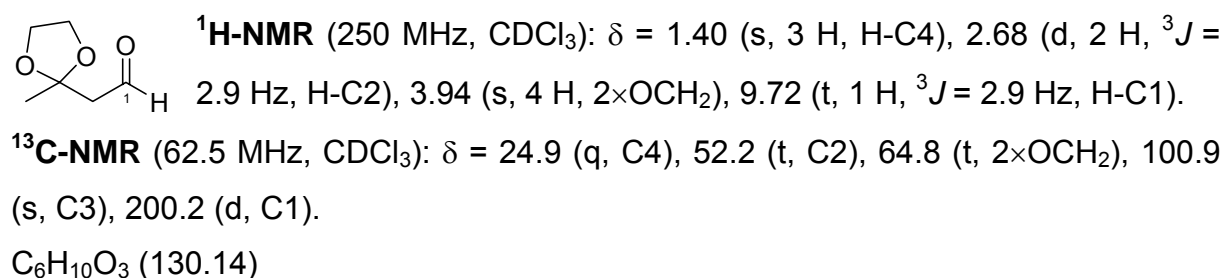 ¹H-NMR (250 MHz, CDCl₃): δ = 1.40 (s, 3 H, H-C4), 2.68 (d, 2 H, ³J =
2.9 Hz, H-C2), 3.94 (s, 4 H, 2×OCH₂), 9.72 (t, 1 H, ³J = 2.9 Hz, H-C1).
O O O 1 H
¹³C-NMR (62.5 MHz, CDCl₃): δ = 24.9 (q, C4), 52.2 (t, C2), 64.8 (t, 2×OCH₂), 100.9
(s, C3), 200.2 (d, C1).
C₆H₁₀O₃ (130.14)